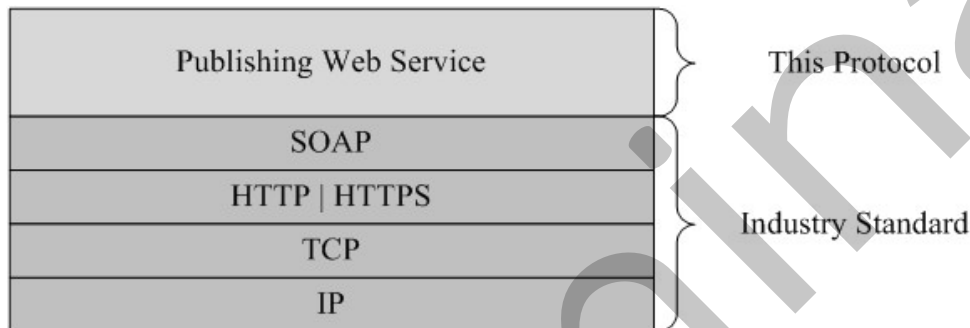 Publishing Web Service
This Protocol
SOAP
HTTP | HTTPS
Industry Standard
TCP
IP